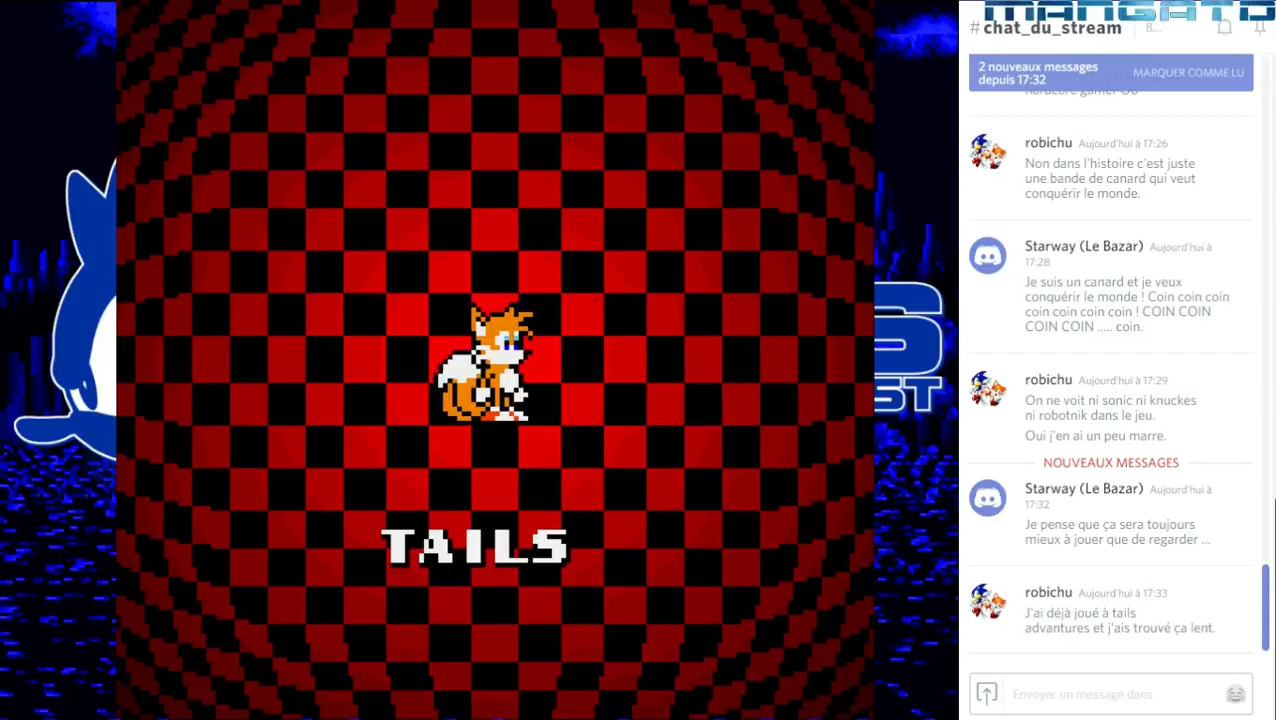 TAILS
ST
MANGATD
#chat_du_stream B...
2 nouveaux messages
depuis 17:32
MARQUER COMME LU
hardcore gamer Ob
robichu Aujourd'hui à 17:26
Non dans l'histoire c'est juste
une bande de canard qui veut
conquérir le monde.
Starway (Le Bazar) Aujourd'hui à
17:28
Je suis un canard et je veux
conquérir le monde ! Coin coin coin
coin coin coin coin ! COIN COIN
COIN COIN ..... coin.
robichu Aujourd'hui à 17:29
On ne voit ni sonic ni knuckes
ni robotnik dans le jeu.
Oui j'en ai un peu marre.
NOUVEAUX MESSAGES
Starway (Le Bazar) Aujourd'hui à
17:32
Je pense que ça sera toujours
mieux à jouer que de regarder ...
robichu Aujourd'hui à 17:33
J'ai déjà joué à tails
advantures et j'ais trouvé ça lent.
Envoyer un message dans